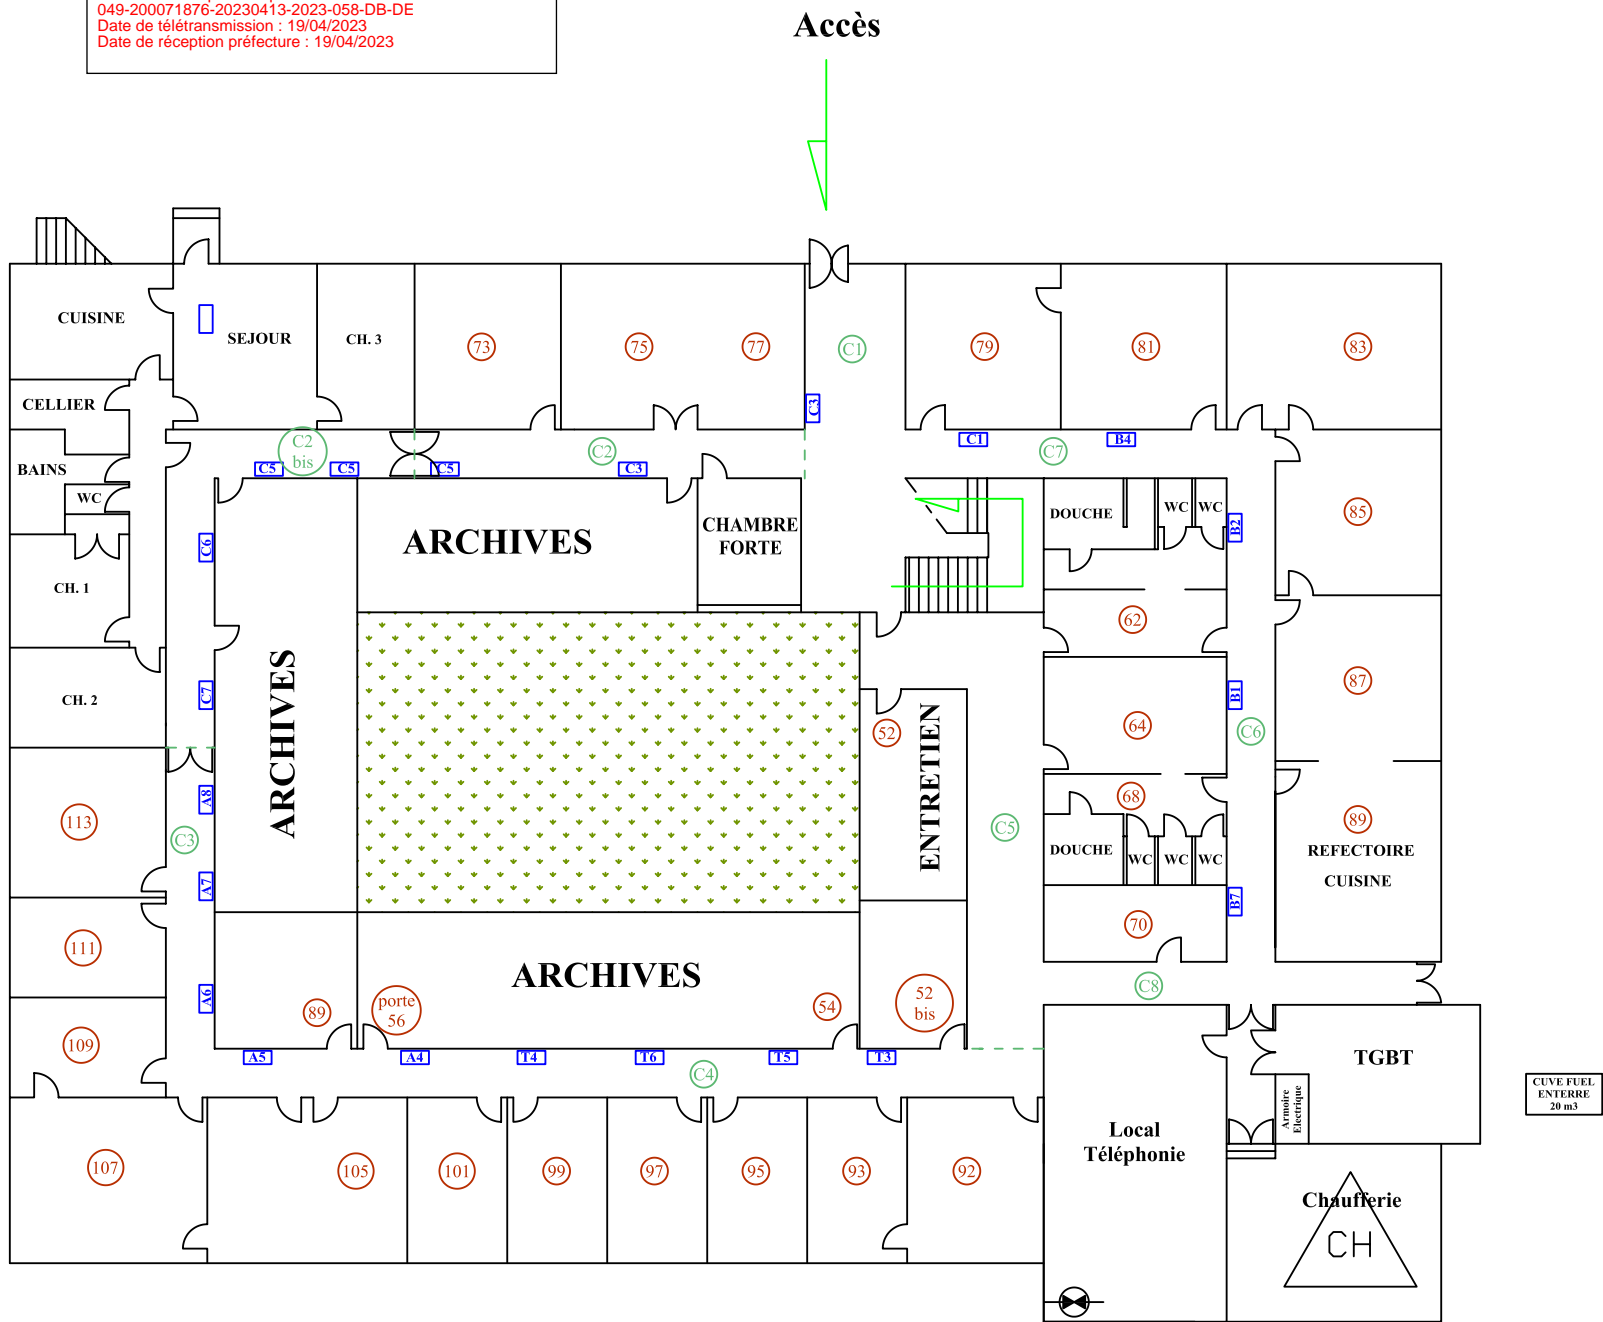 049-200071876-20230413-2023-058-DB-DE
Date de télétransmission : 19/04/2023
Date de réception préfecture : 19/04/2023
Accès
CUISINE
SEJOUR
CH. 3
73
75
77
C1
79
81
83
CELLIER
C3
BAINS
C2
bis
C2
C1
C7
B4
C5
C5
C5
C3
WC
ARCHIVES
CHAMBRE
FORTE
DOUCHE
WC
WC
B2
85
C6
CH. 1
62
CH. 2
C7
ARCHIVES
52
ENTRETIEN
64
B1
C6
87
113
A8
C3
C5
68
89
REFECTOIRE
CUISINE
DOUCHE
WC
WC
WC
A7
B7
111
70
ARCHIVES
A6
89
porte
56
54
52
bis
C8
109
A5
A4
T4
T6
T5
T3
C4
TGBT
Armoire
Electrique
CUVE FUEL
ENTERRE
20 m3
107
105
101
99
97
95
93
92
Local
Téléphonie
Chaufferie
CH